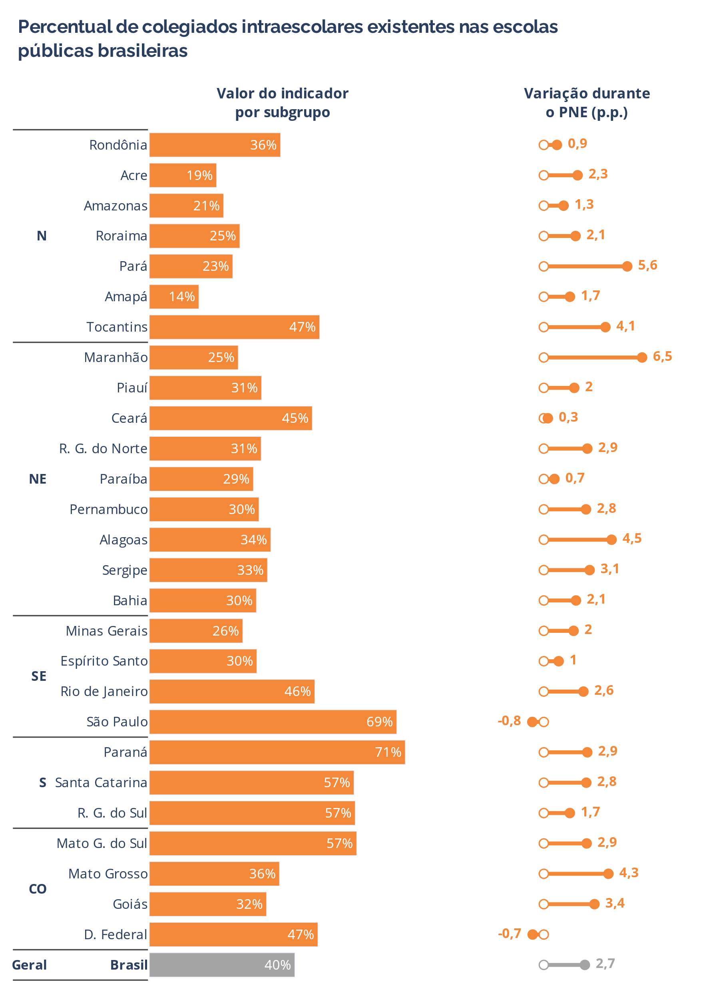 Percentual de colegiados intraescolares existentes nas escolas
públicas brasileiras
Valor do indicador
por subgrupo
Variação durante
o PNE (p.p.)
Rondônia 36% 0,9
Acre 19% 2,3
Amazonas 21% 1,3
N Roraima 25% 2,1
Pará 23% 5,6
Amapá 14% 1,7
Tocantins 47% 4,1
Maranhão 25% 6,5
Piauí 31% 2
Ceará 45% 0,3
R. G. do Norte 31% 2,9
NE Paraíba 29% 0,7
Pernambuco 30% 2,8
Alagoas 34% 4,5
Sergipe 33% 3,1
Bahia 30% 2,1
Minas Gerais 26% 2
Espírito Santo 30% 1
SE
Rio de Janeiro 46% 2,6
São Paulo 69% -0,8
Paraná 71% 2,9
S Santa Catarina 57% 2,8
R. G. do Sul 57% 1,7
Mato G. do Sul 57% 2,9
Mato Grosso 36% 4,3
CO
Goiás 32% 3,4
D. Federal 47% -0,7
Geral Brasil 40% 2,7